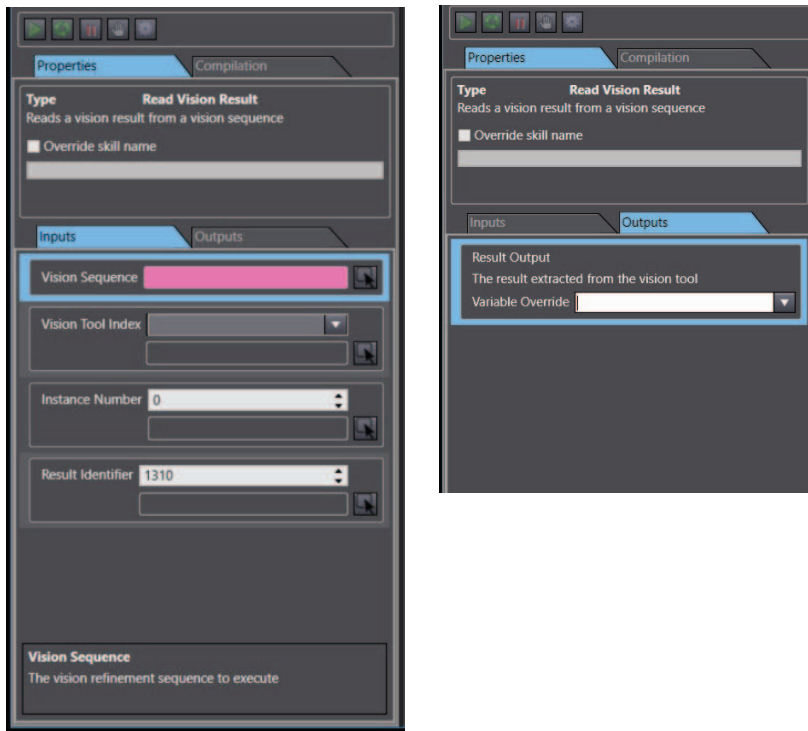 Properties
Compilation
Type Read Vision Result
Reads a vision result from a vision sequence
Override skill name
Inputs
Outputs
Vision Sequence
Vision Tool Index
Instance Number 0
Result Identifier 1310
Vision Sequence
The vision refinement sequence to execute
Properties
Compilation
Type Read Vision Result
Reads a vision result from a vision sequence
Override skill name
Inputs
Outputs
Result Output
The result extracted from the vision tool
Variable Override